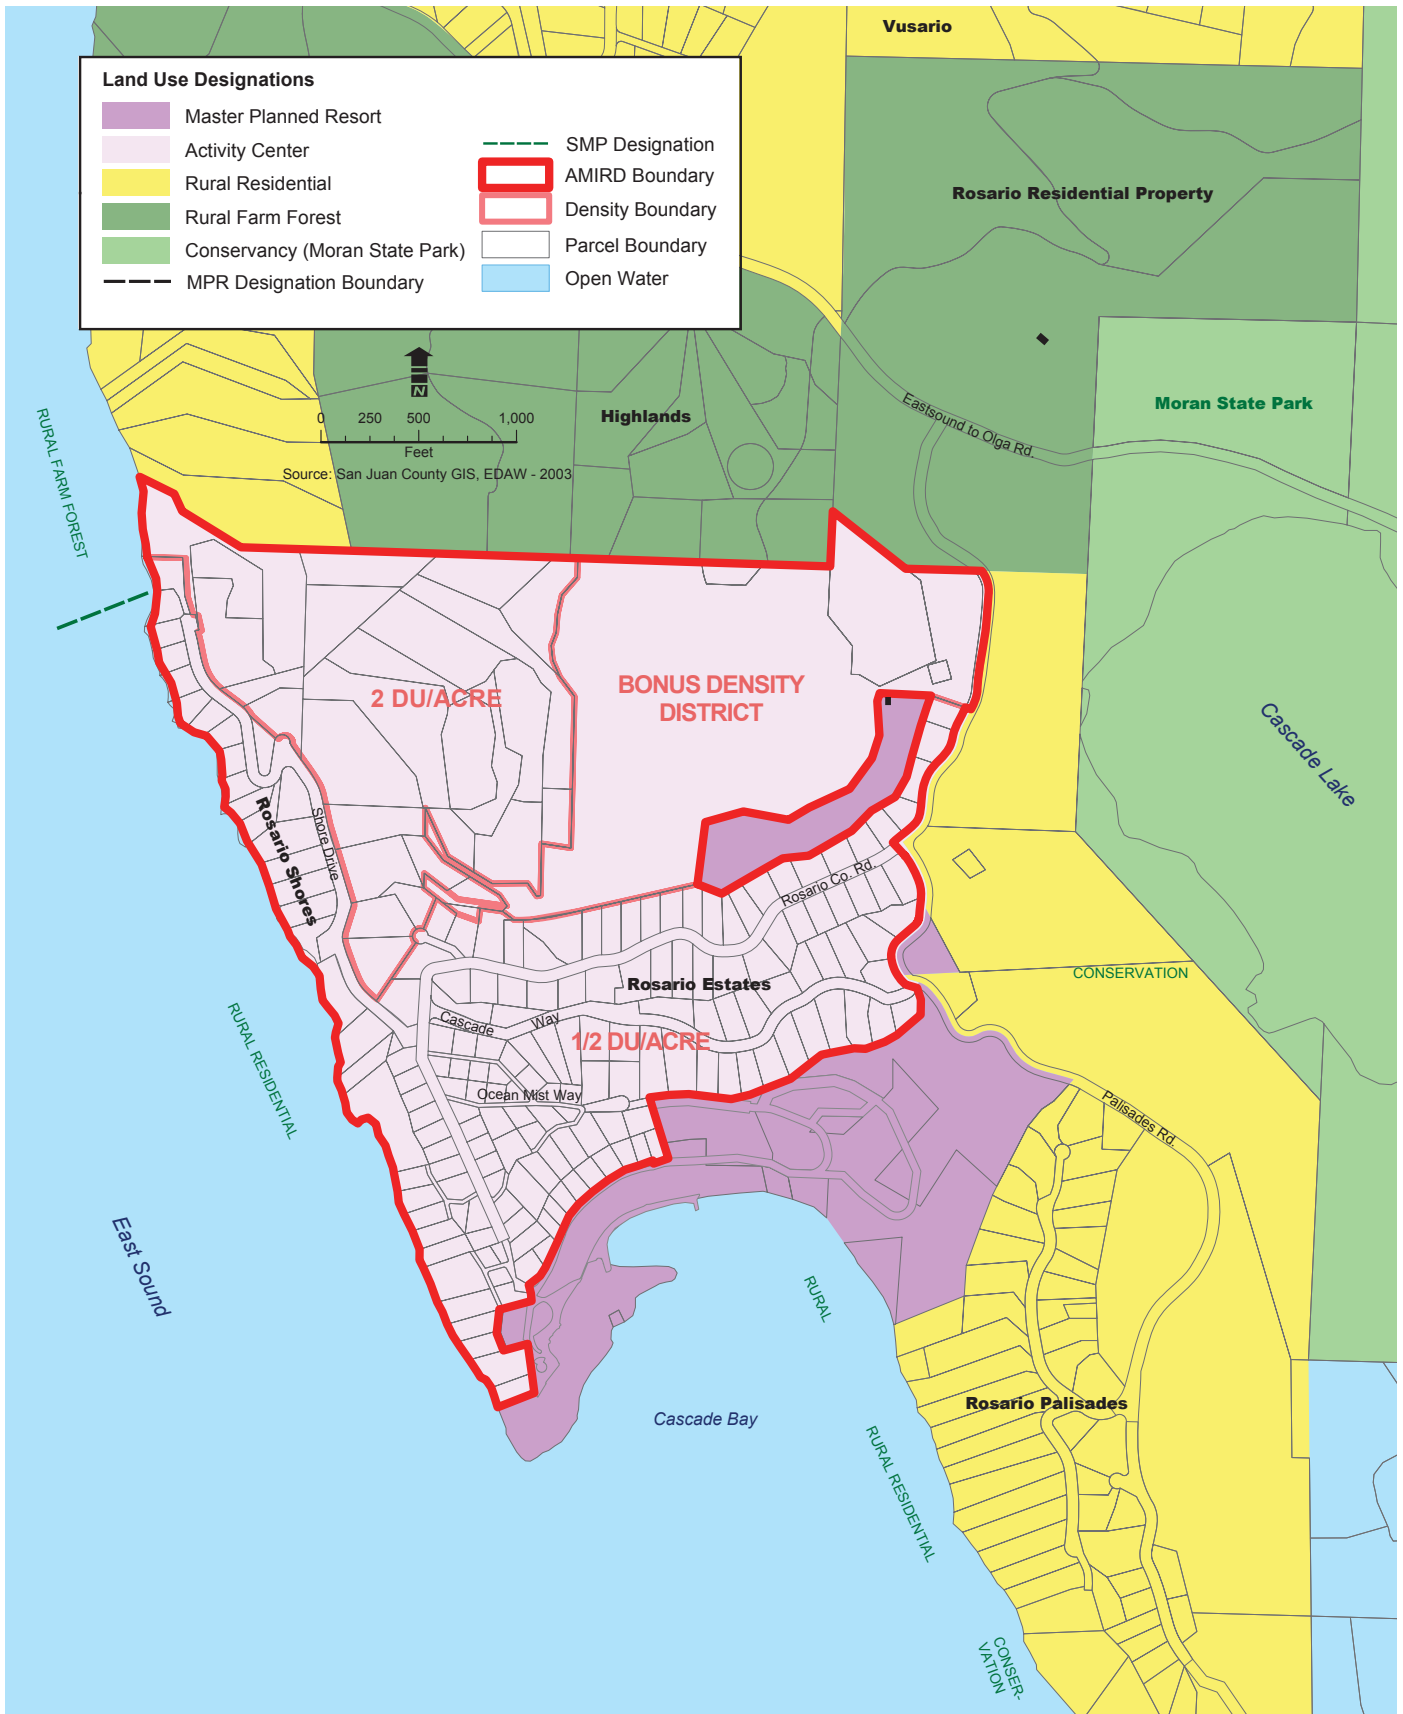 Vusario
Land Use Designations
Master Planned Resort
Activity Center
Rural Residential
Rural Farm Forest
Conservancy (Moran State Park)
MPR Designation Boundary
SMP Designation
AMIRD Boundary
Density Boundary
Parcel Boundary
Open Water
Rosario Residential Property
N
0 250 500 1,000
Feet
Source: San Juan County GIS, EDAW - 2003
Highlands
Eastsound to Olga Rd.
Moran State Park
RURAL FARM FOREST
2 DU/ACRE
BONUS DENSITY
DISTRICT
Cascade Lake
Rosario Shores
Shore Drive
Rosario Co. Rd.
CONSERVATION
Rosario Estates
Cascade Way
1/2 DU/ACRE
RURAL RESIDENTIAL
Ocean Mist Way
Palisades Rd.
East Sound
RURAL
Rosario Palisades
Cascade Bay
RURAL RESIDENTIAL
CONSER-
VATION